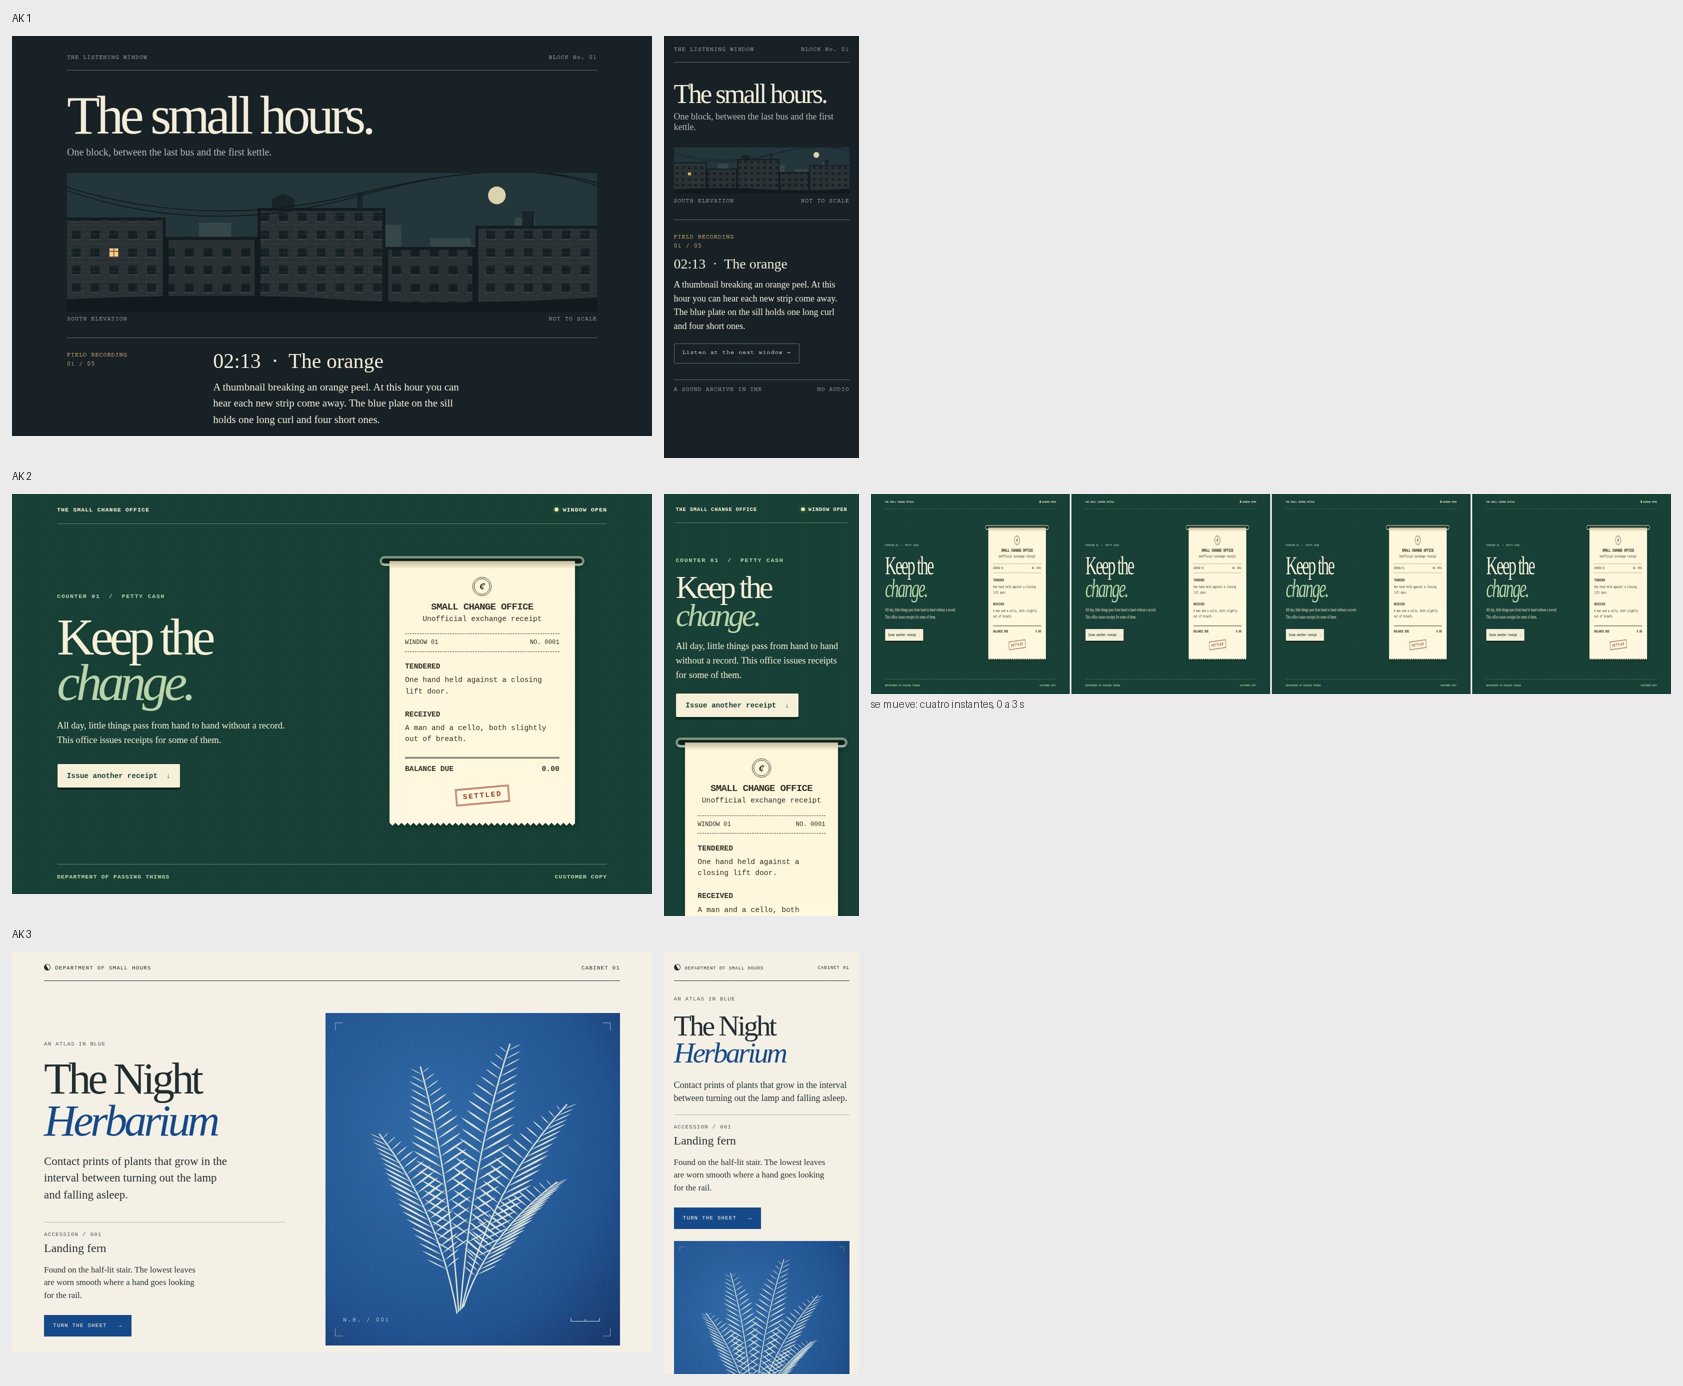 AK 1
THE LISTENING WINDOW
BLOCK No. 01
The small hours.
One block, between the last bus and the first kettle.
SOUTH ELEVATION
NOT TO SCALE
FIELD RECORDING
01 / 05
02:13 · The orange
A thumbnail breaking an orange peel. At this hour you can
hear each new strip come away. The blue plate on the sill
holds one long curl and four short ones.
THE LISTENING WINDOW
BLOCK No. 01
The small hours.
One block, between the last bus and the first
kettle.
SOUTH ELEVATION
NOT TO SCALE
FIELD RECORDING
01 / 05
02:13 · The orange
A thumbnail breaking an orange peel. At this
hour you can hear each new strip come away.
The blue plate on the sill holds one long curl
and four short ones.
Listen at the next window →
A SOUND ARCHIVE IN INK
NO AUDIO
AK 2
THE SMALL CHANGE OFFICE
WINDOW OPEN
COUNTER 01 / PETTY CASH
Keep the
change.
All day, little things pass from hand to hand without a record.
This office issues receipts for some of them.
Issue another receipt ↓
¢
SMALL CHANGE OFFICE
Unofficial exchange receipt
WINDOW 01
NO. 0001
TENDERED
One hand held against a closing
lift door.
RECEIVED
A man and a cello, both slightly
out of breath.
BALANCE DUE
0.00
SETTLED
DEPARTMENT OF PASSING THINGS
CUSTOMER COPY
THE SMALL CHANGE OFFICE
WINDOW OPEN
COUNTER 01 / PETTY CASH
Keep the
change.
All day, little things pass from hand to hand
without a record. This office issues receipts
for some of them.
Issue another receipt ↓
¢
SMALL CHANGE OFFICE
Unofficial exchange receipt
WINDOW 01
NO. 0001
TENDERED
One hand held against a
closing lift door.
RECEIVED
A man and a cello, both
Keep the
change.
Keep the
change.
Keep the
change.
Keep the
change.
se mueve: cuatro instantes, 0 a 3 s
AK 3
DEPARTMENT OF SMALL HOURS
CABINET 01
AN ATLAS IN BLUE
The Night
Herbarium
Contact prints of plants that grow in the
interval between turning out the lamp
and falling asleep.
ACCESSION / 001
Landing fern
Found on the half-lit stair. The lowest leaves
are worn smooth where a hand goes looking
for the rail.
TURN THE SHEET
N.H. / 001
DEPARTMENT OF SMALL HOURS
CABINET 01
AN ATLAS IN BLUE
The Night
Herbarium
Contact prints of plants that grow in the interval
between turning out the lamp and falling asleep.
ACCESSION / 001
Landing fern
Found on the half-lit stair. The lowest leaves
are worn smooth where a hand goes looking
for the rail.
TURN THE SHEET